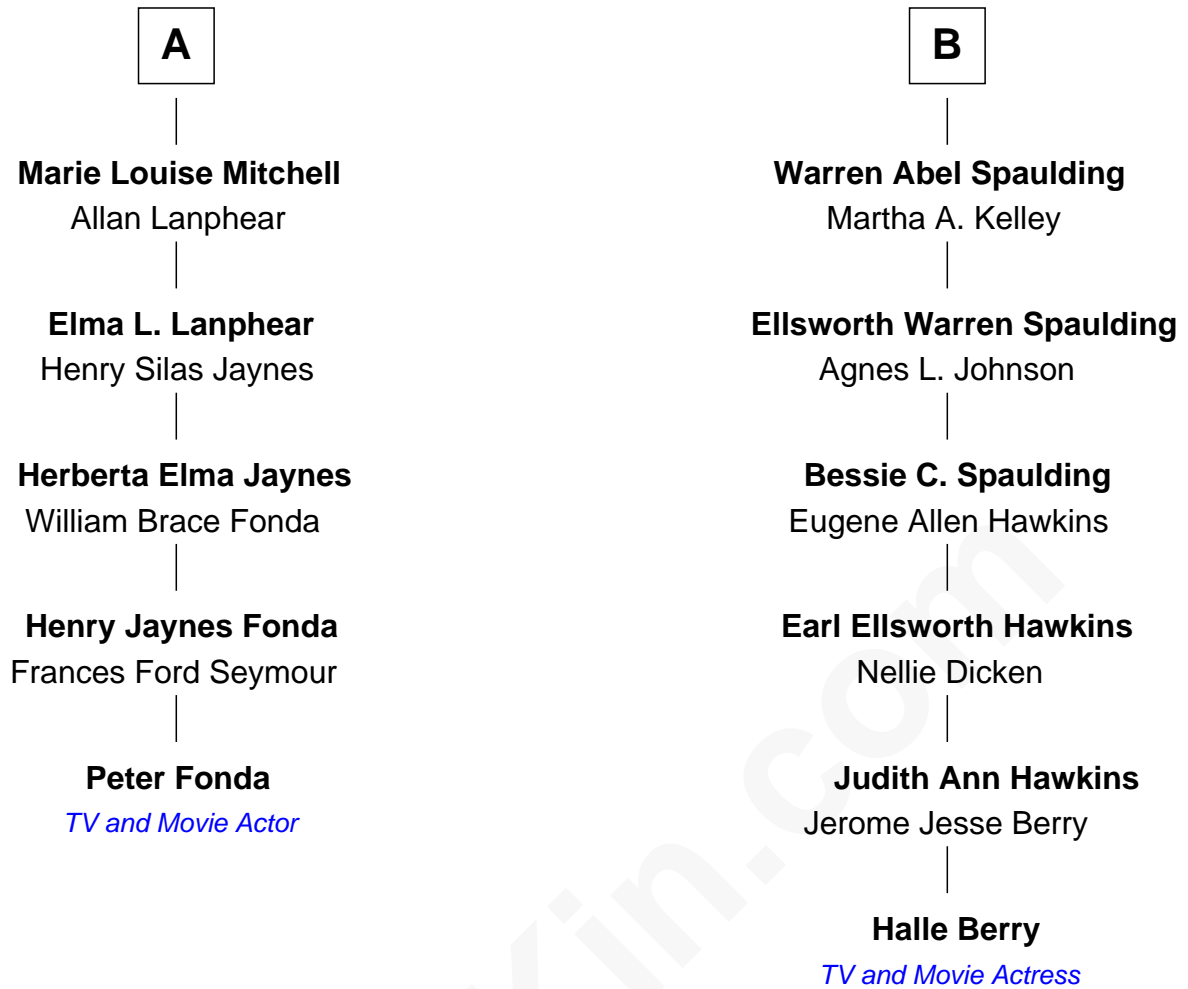 A
Marie Louise Mitchell
Allan Lanphear
Elma L. Lanphear
Henry Silas Jaynes
Herberta Elma Jaynes
William Brace Fonda
Henry Jaynes Fonda
Frances Ford Seymour
Peter Fonda
TV and Movie Actor
B
Warren Abel Spaulding
Martha A. Kelley
Ellsworth Warren Spaulding
Agnes L. Johnson
Bessie C. Spaulding
Eugene Allen Hawkins
Earl Ellsworth Hawkins
Nellie Dicken
Judith Ann Hawkins
Jerome Jesse Berry
Halle Berry
TV and Movie Actress
Kin.com